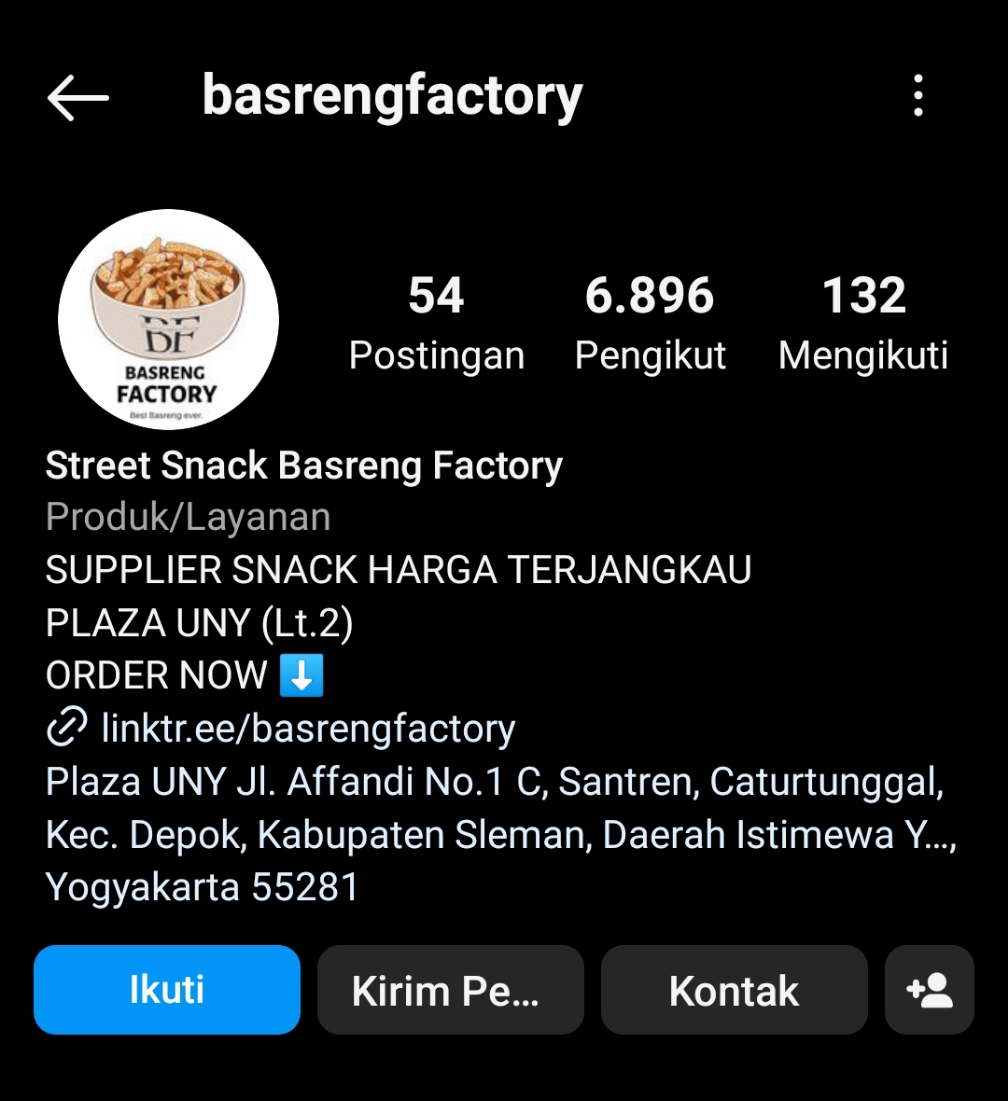 basrengfactory
BF
BASRENG
FACTORY
Best Basreng ever.
54
Postingan
6.896
Pengikut
132
Mengikuti
Street Snack Basreng Factory
Produk/Layanan
SUPPLIER SNACK HARGA TERJANGKAU
PLAZA UNY (Lt.2)
ORDER NOW ⬇️
linktr.ee/basrengfactory
Plaza UNY Jl. Affandi No.1 C, Santren, Caturtunggal,
Kec. Depok, Kabupaten Sleman, Daerah Istimewa Y...,
Yogyakarta 55281
Ikuti
Kirim Pe...
Kontak